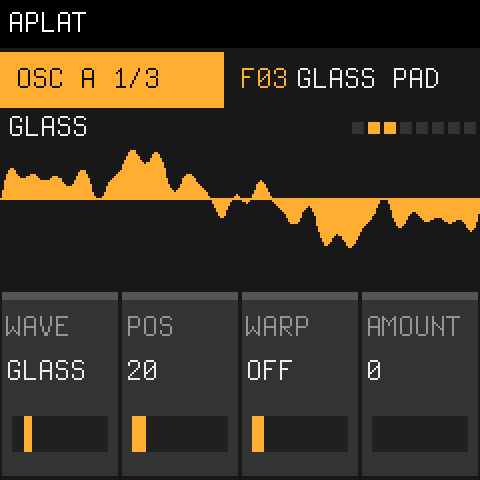 APLAT
OSC A 1/3 F03 GLASS PAD
GLASS
WAVE POS WARP AMOUNT
GLASS 20 OFF 0